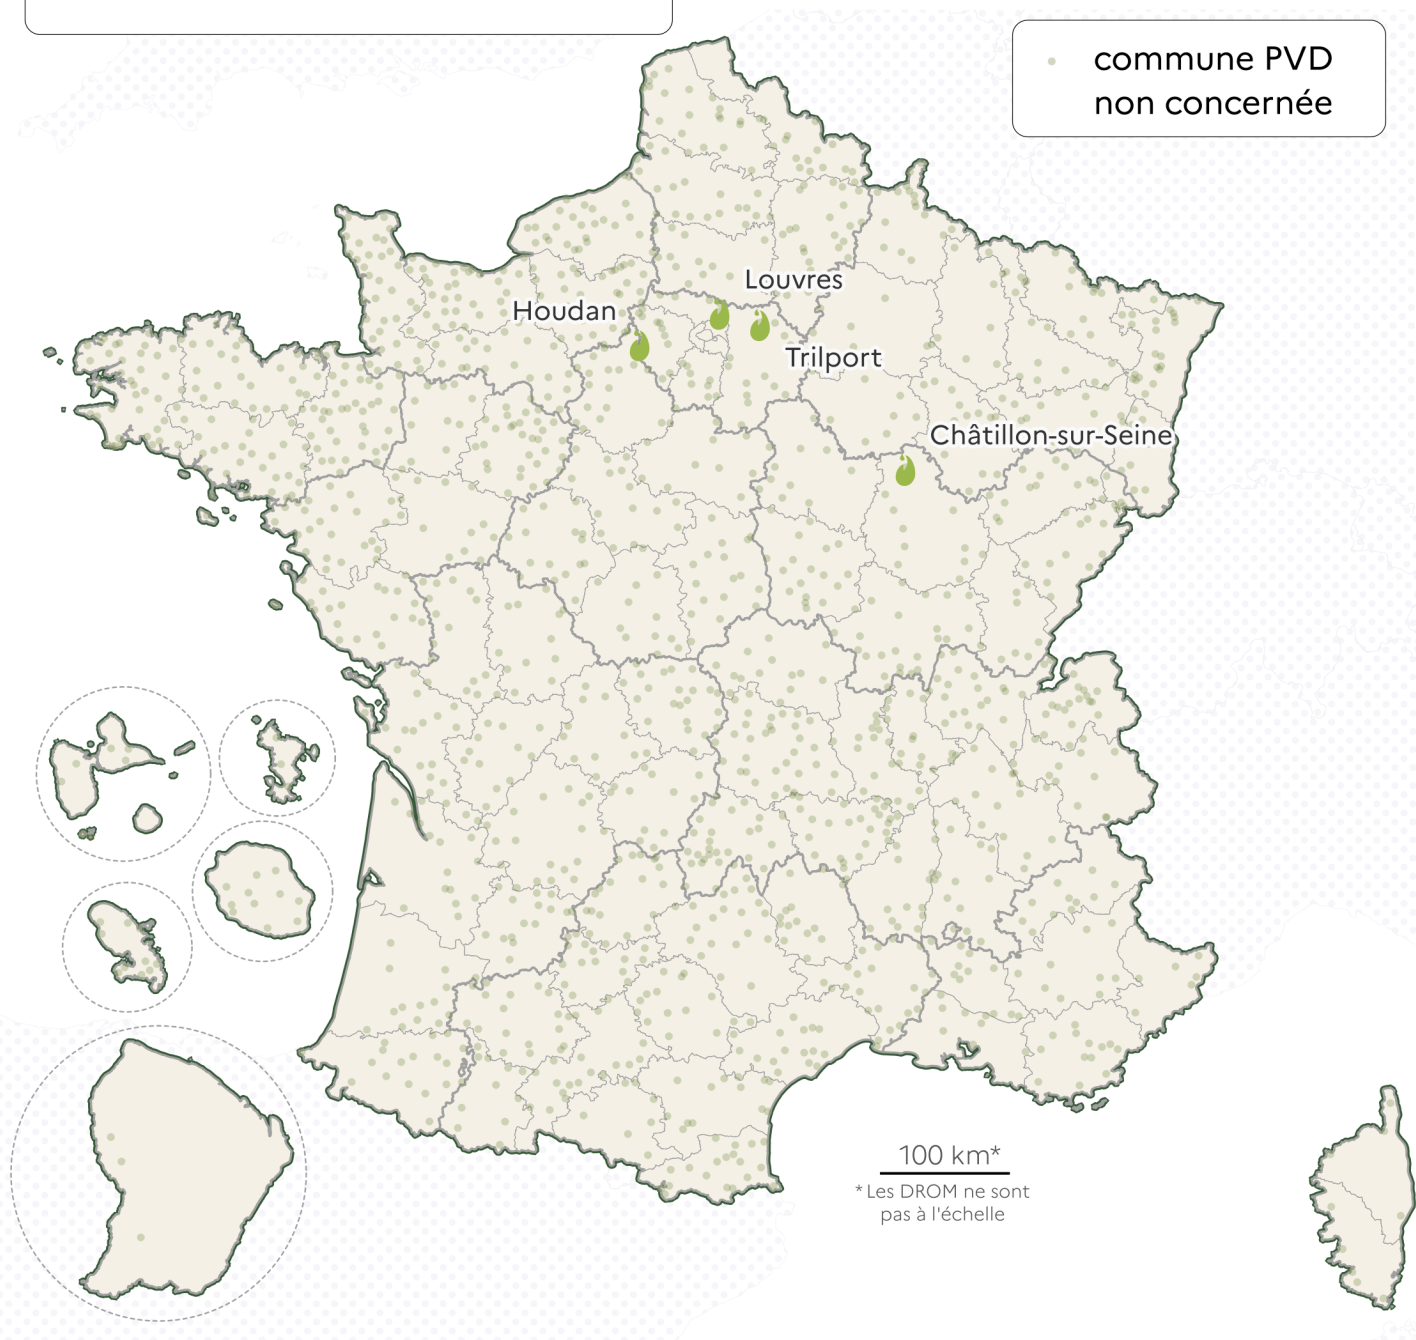 commune PVD
non concernée
Louvres
Houdan
Trilport
Châtillon-sur-Seine
100 km*
* Les DROM ne sont
pas à l'échelle